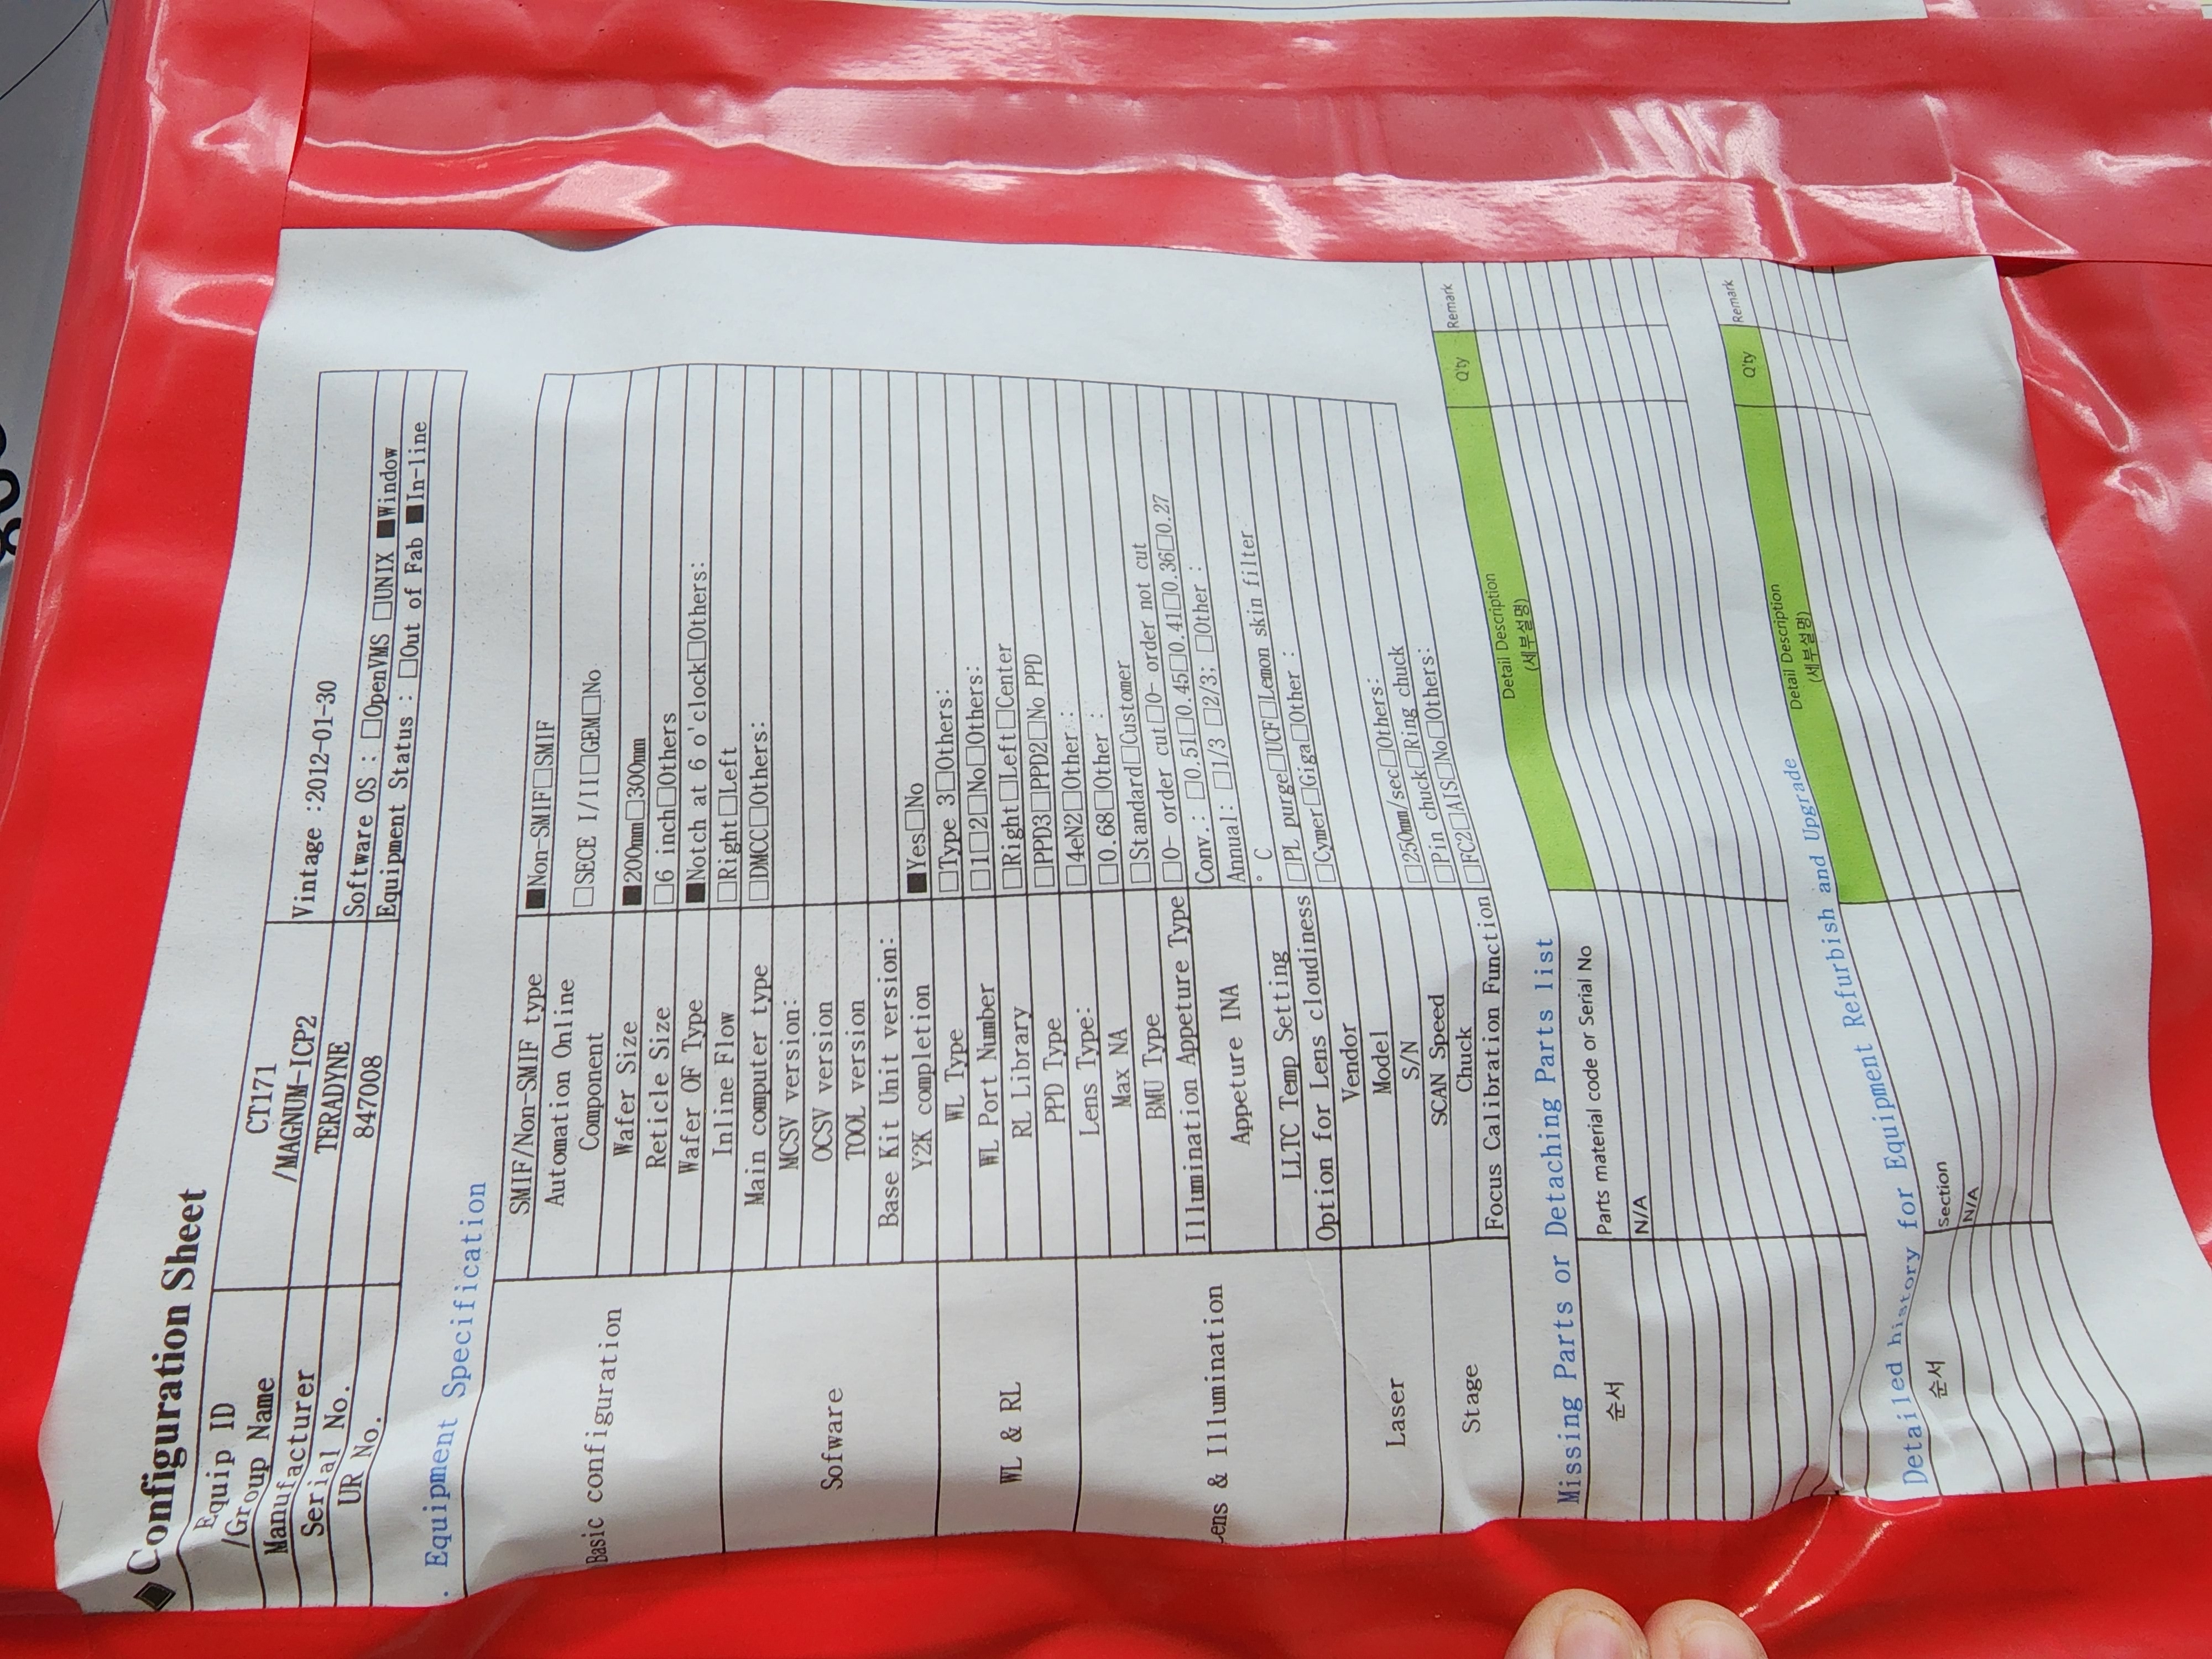 ◆Configuration Sheet
Equip ID
/Group Name
CT171
/MAGNUM-ICP2
Vintage :2012-01-30
Manufacturer
TERADYNE
Software OS : □OpenVMS □UNIX ■Window
Serial No.
847008
Equipment Status : □Out of Fab ■In-line
UR No.
. Equipment Specification
Basic configuration
SMIF/Non-SMIF type
■Non-SMIF□SMIF
Automation Online
Component
□SECE I/II□GEM□No
Wafer Size
■200mm□300mm
Reticle Size
□6 inch□Others
Wafer OF Type
■Notch at 6 o'clock□Others:
Inline Flow
□Right□Left
Sofware
Main computer type
□DMCC□Others:
MCSV version:
OCSV version
TOOL version
Base Kit Unit version:
Y2K completion
■Yes□No
WL & RL
WL Type
□Type 3□Others:
WL Port Number
□1□2□No□Others:
RL Library
□Right□Left□Center
PPD Type
□PPD3□PPD2□No PPD
ens & Illumination
Lens Type:
□4eN2□Other :
Max NA
□0.68□Other :
BMU Type
□Standard□Customer
Illumination Appeture Type
□0- order cut□0- order not cut
Appeture INA
Conv.: □0.51□0.45□0.41□0.36□0.27
Annual: □1/3 □2/3; □Other :
LLTC Temp Setting
° C
Option for Lens cloudiness
□PL purge□UCF□Lemon skin filter
Laser
Vendor
□Cymer□Giga□Other :
Model
S/N
Stage
SCAN Speed
□250mm/sec□Others:
Chuck
□Pin chuck□Ring chuck
Focus Calibration Function
□FC2□AIS□No□Others:
Missing Parts or Detaching Parts list
순서
Parts material code or Serial No
Detail Description
(세부설명)
Q'ty
Remark
N/A
Detailed history for Equipment Refurbish and Upgrade
순서
Section
Detail Description
(세부설명)
Q'ty
Remark
N/A